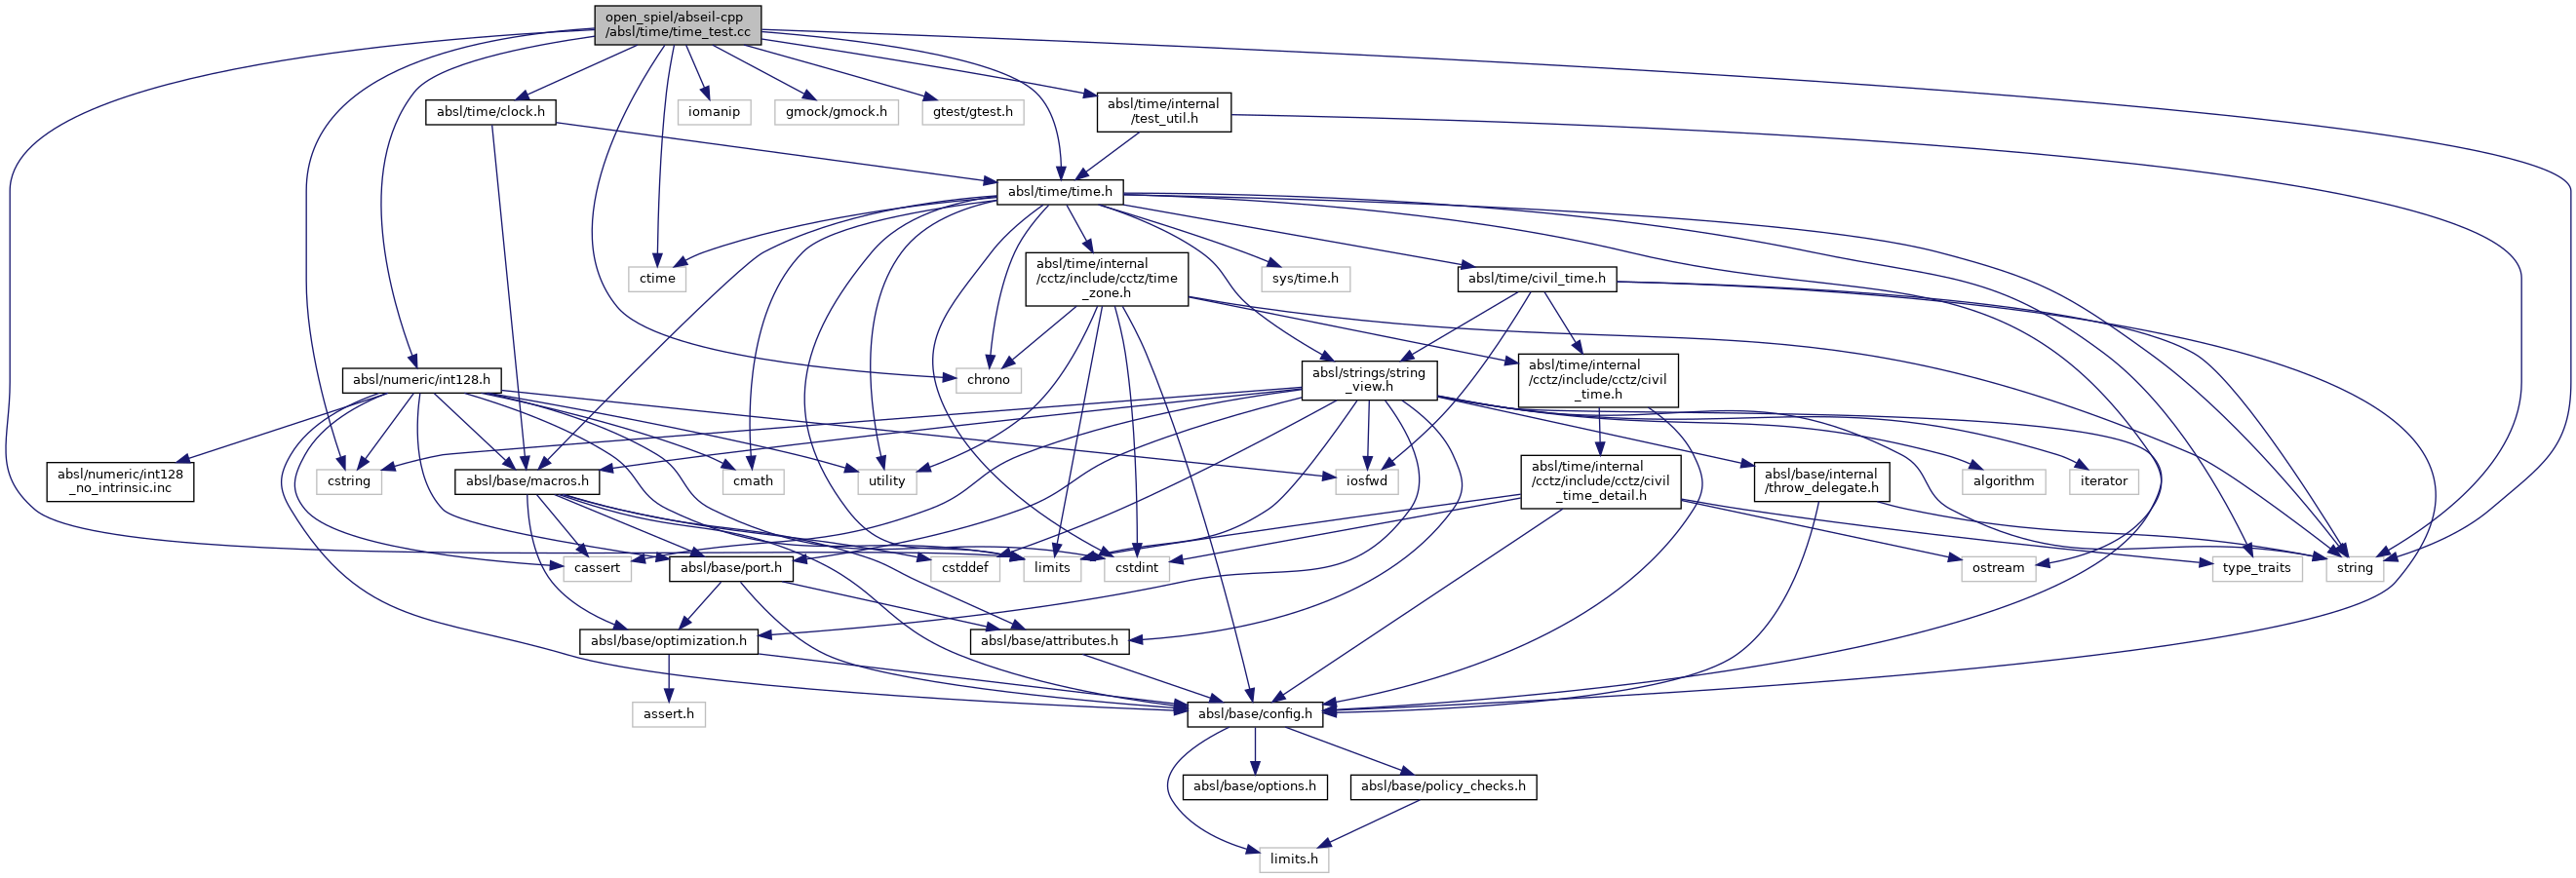 open_spiel/abseil-cpp
/absl/time/time_test.cc
absl/time/clock.h
iomanip
gmock/gmock.h
gtest/gtest.h
absl/time/internal
/test_util.h
absl/time/time.h
ctime
absl/time/internal
/cctz/include/cctz/time
_zone.h
sys/time.h
absl/time/civil_time.h
absl/numeric/int128.h
chrono
absl/strings/string
_view.h
absl/time/internal
/cctz/include/cctz/civil
_time.h
absl/numeric/int128
_no_intrinsic.inc
cstring
absl/base/macros.h
cmath
utility
iosfwd
absl/time/internal
/cctz/include/cctz/civil
_time_detail.h
absl/base/internal
/throw_delegate.h
algorithm
iterator
cassert
absl/base/port.h
cstddef
limits
cstdint
ostream
type_traits
string
absl/base/optimization.h
absl/base/attributes.h
assert.h
absl/base/config.h
absl/base/options.h
absl/base/policy_checks.h
limits.h